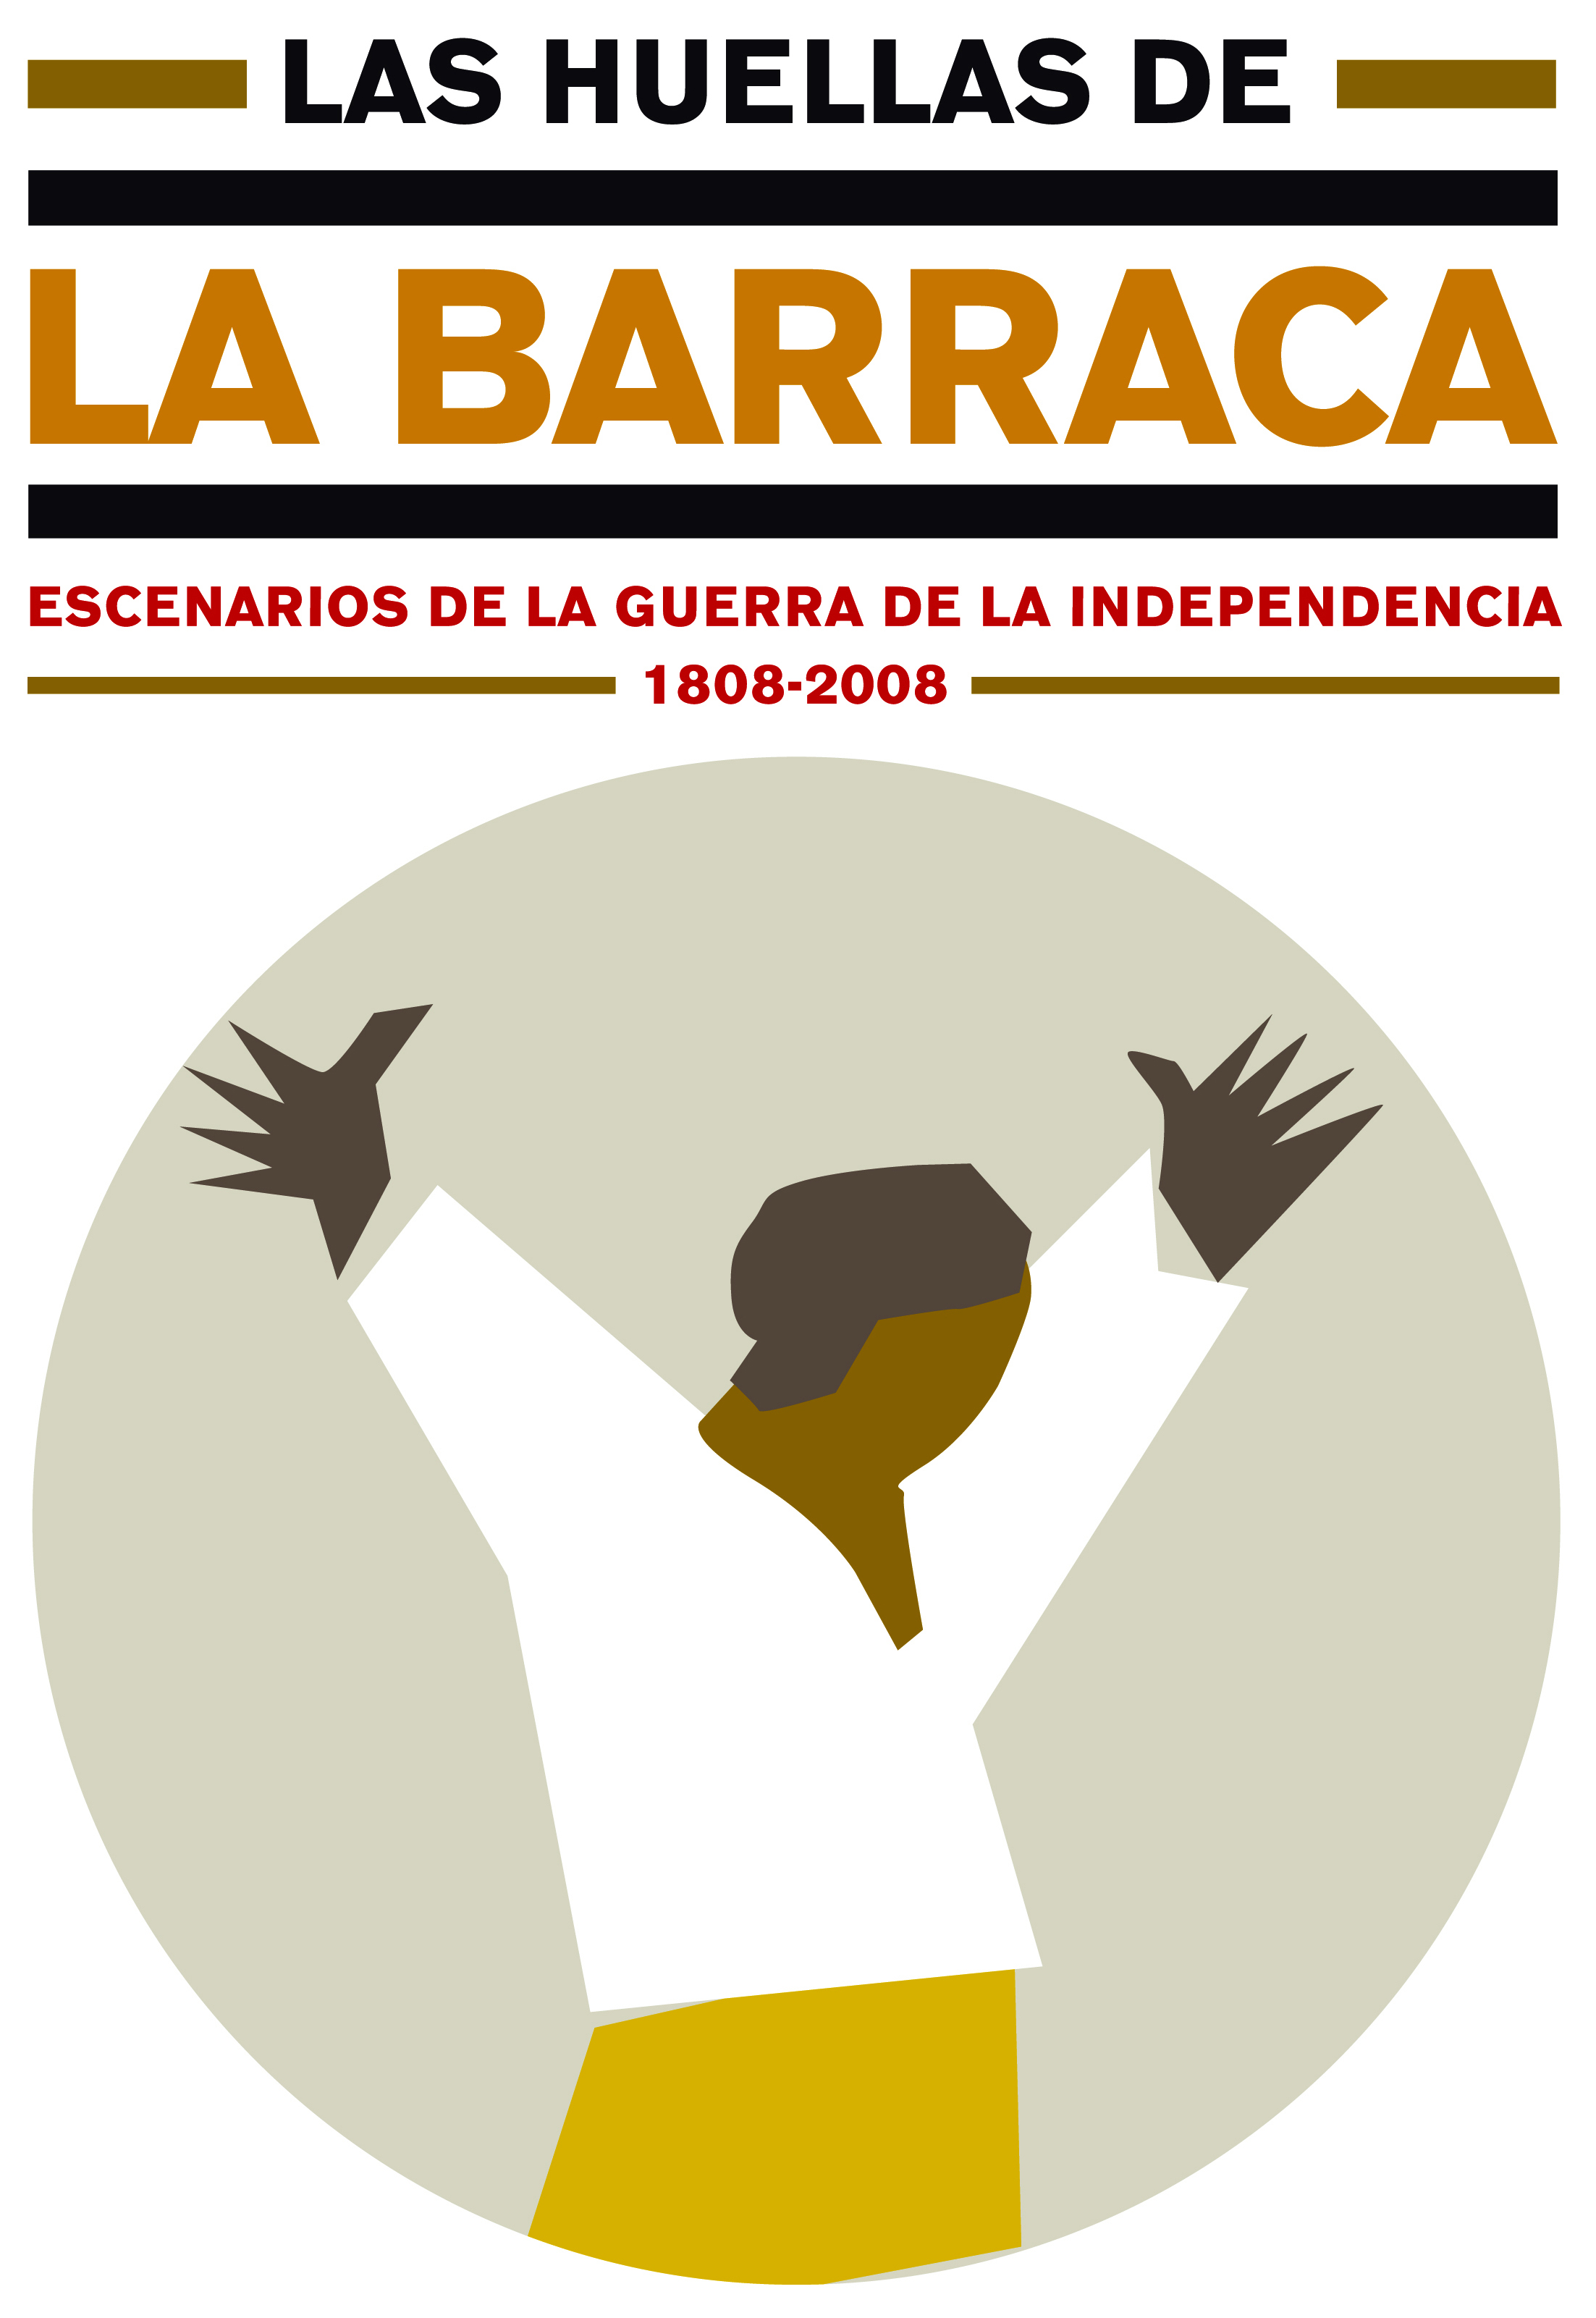 LAS HUELLAS DE
LA BARRACA
ESCENARIOS DE LA GUERRA DE LA INDEPENDENCIA
1808-2008